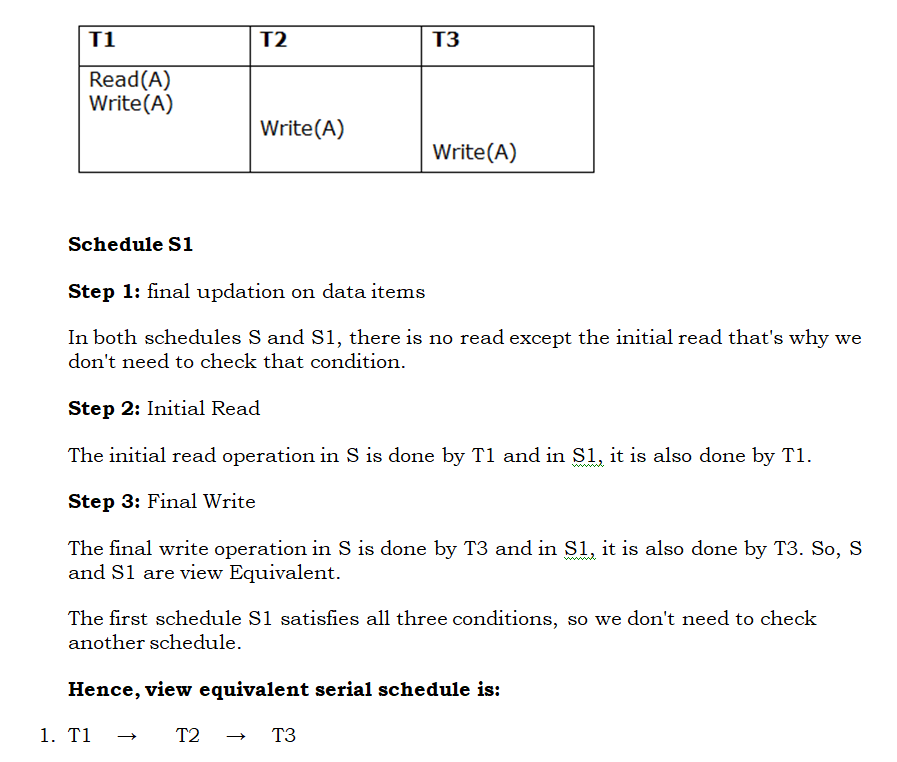 T1 T2 T3
Read(A)
Write(A)
Write(A)
Write(A)
Schedule S1
Step 1: final updation on data items
In both schedules S and S1, there is no read except the initial read that's why we
don't need to check that condition.
Step 2: Initial Read
The initial read operation in S is done by T1 and in S1, it is also done by T1.
Step 3: Final Write
The final write operation in S is done by T3 and in S1, it is also done by T3. So, S
and S1 are view Equivalent.
The first schedule S1 satisfies all three conditions, so we don't need to check
another schedule.
Hence, view equivalent serial schedule is:
1. T1 → T2 → T3